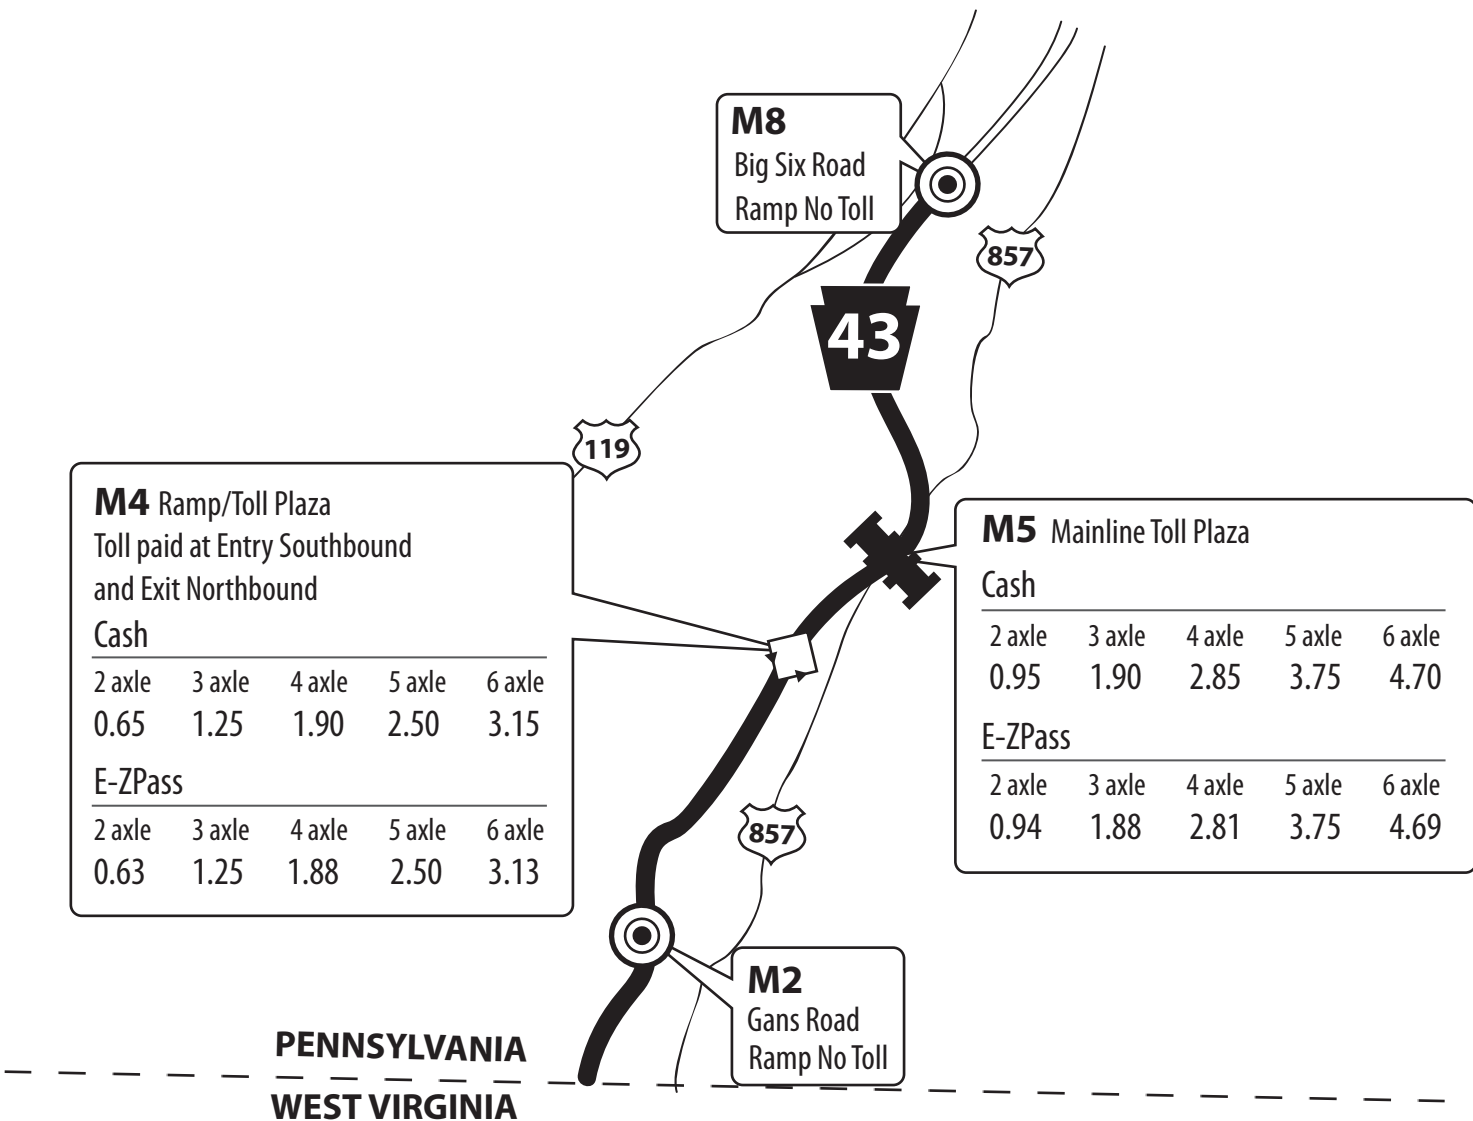 M8
Big Six Road
Ramp No Toll
857
43
119
M4 Ramp/Toll Plaza
Toll paid at Entry Southbound
and Exit Northbound
Cash
2 axle 3 axle 4 axle 5 axle 6 axle
0.65 1.25 1.90 2.50 3.15
E-ZPass
2 axle 3 axle 4 axle 5 axle 6 axle
0.63 1.25 1.88 2.50 3.13
M5 Mainline Toll Plaza
Cash
2 axle 3 axle 4 axle 5 axle 6 axle
0.95 1.90 2.85 3.75 4.70
E-ZPass
2 axle 3 axle 4 axle 5 axle 6 axle
0.94 1.88 2.81 3.75 4.69
857
M2
Gans Road
Ramp No Toll
PENNSYLVANIA
WEST VIRGINIA